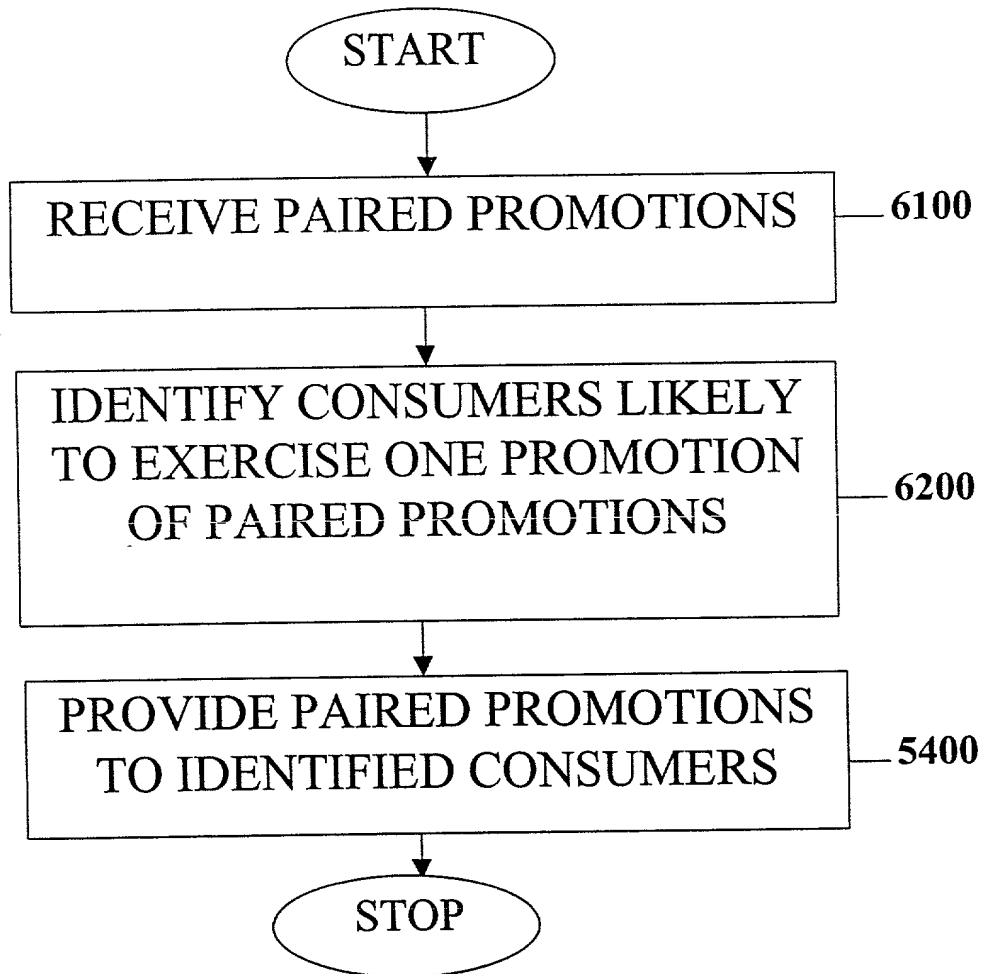 START
RECEIVE PAIRED PROMOTIONS
6100
IDENTIFY CONSUMERS LIKELY
TO EXERCISE ONE PROMOTION
OF PAIRED PROMOTIONS
6200
PROVIDE PAIRED PROMOTIONS
TO IDENTIFIED CONSUMERS
5400
STOP